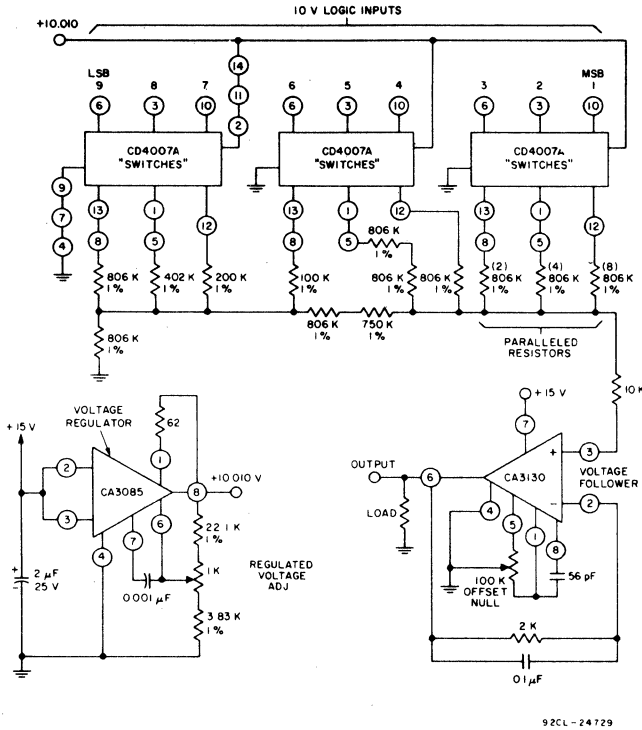 10 V LOGIC INPUTS
+10.010
LSB
9 8 7 6 5 4 3 2
MSB
1
14
11
2
6 3 10
6 3 10
6 3 10
CD4007A
"SWITCHES"
CD4007A
"SWITCHES"
CD4007A
"SWITCHES"
9
7
4
13 1 12
8 5
13 1 12
8 5
13 1 12
8 5
806 K
1%
806 K
1%
402 K
1%
200 K
1%
100 K
1%
806 K
1%
806 K
1%
(2)
806 K
1%
(4)
806 K
1%
(8)
806 K
1%
806 K
1%
750 K
1%
806 K
1%
PARALLELED
RESISTORS
10 K
VOLTAGE
REGULATOR
+15 V
62
1
2
3
CA3085
8
+10.010 V
4
7
6
22.1 K
1%
1 K
REGULATED
VOLTAGE
ADJ
0.001 µF
3.83 K
1%
+
–
2 µF
25 V
+15 V
7
OUTPUT
6
CA3130
+
3
–
2
VOLTAGE
FOLLOWER
LOAD
4
5
1
8
100 K
OFFSET
NULL
56 pF
2 K
0.1 µF
92CL-24729